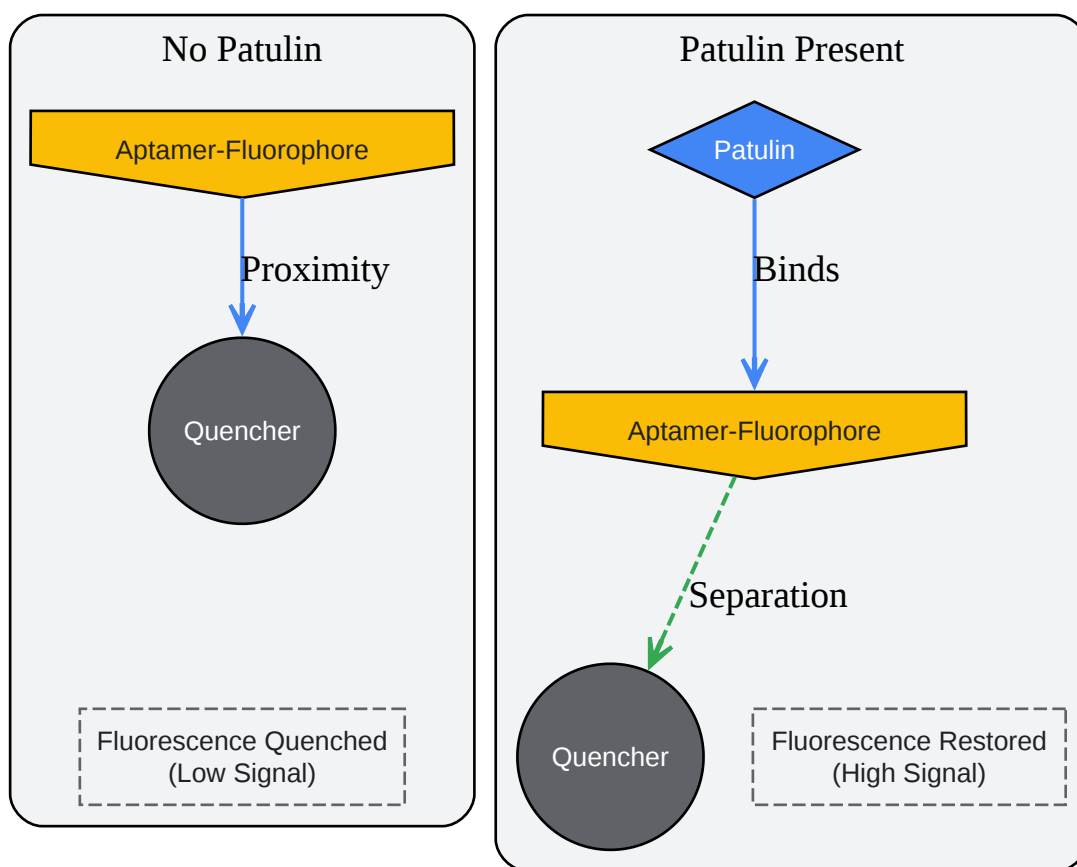 No Patulin
Aptamer-Fluorophore
Proximity
Quencher
Fluorescence Quenched
(Low Signal)
Patulin Present
Patulin
Binds
Aptamer-Fluorophore
Separation
Quencher
Fluorescence Restored
(High Signal)